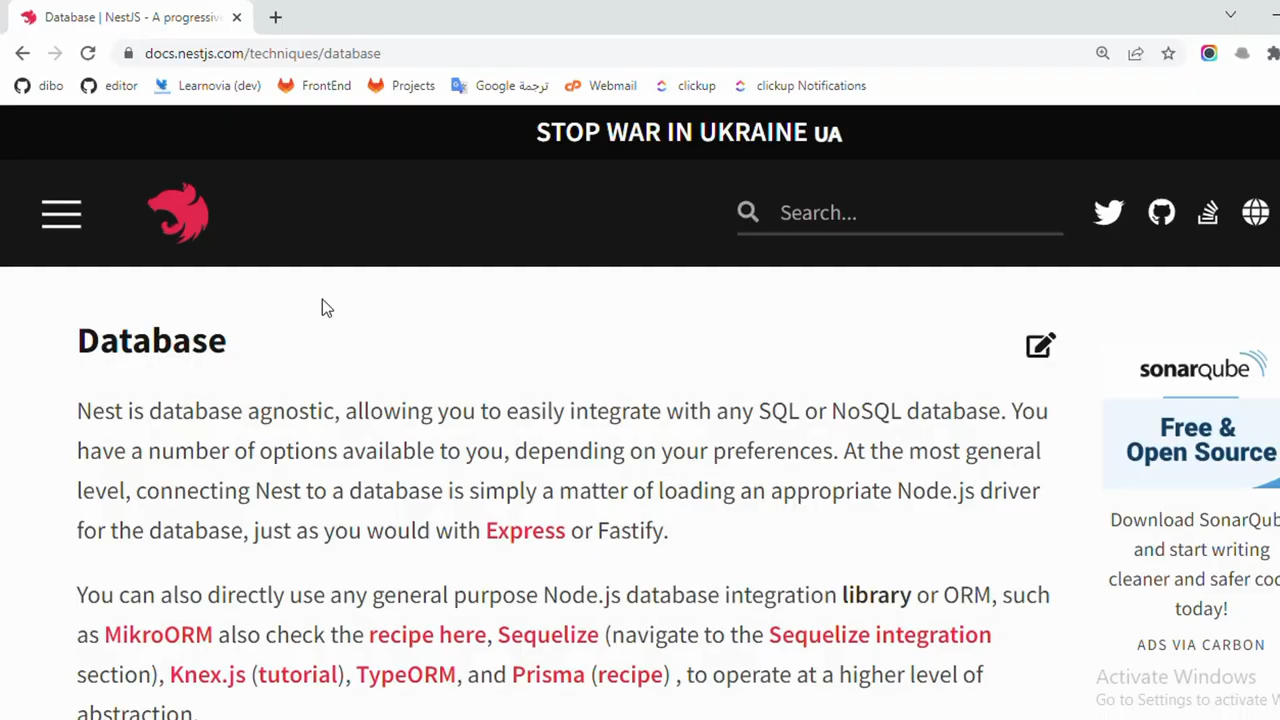 Database | NestJS - A progressiv
docs.nestjs.com/techniques/database
dibo editor Learnovia (dev) FrontEnd Projects Google ترجمة Webmail clickup clickup Notifications
STOP WAR IN UKRAINE UA
Search...
Database
Nest is database agnostic, allowing you to easily integrate with any SQL or NoSQL database. You
have a number of options available to you, depending on your preferences. At the most general
level, connecting Nest to a database is simply a matter of loading an appropriate Node.js driver
for the database, just as you would with Express or Fastify.
You can also directly use any general purpose Node.js database integration library or ORM, such
as MikroORM also check the recipe here, Sequelize (navigate to the Sequelize integration
section), Knex.js (tutorial), TypeORM, and Prisma (recipe) , to operate at a higher level of
abstraction.
sonarqube
Free &
Open Source
Download SonarQub
and start writing
cleaner and safer cod
today!
ADS VIA CARBON
Activate Windows
Go to Settings to activate W